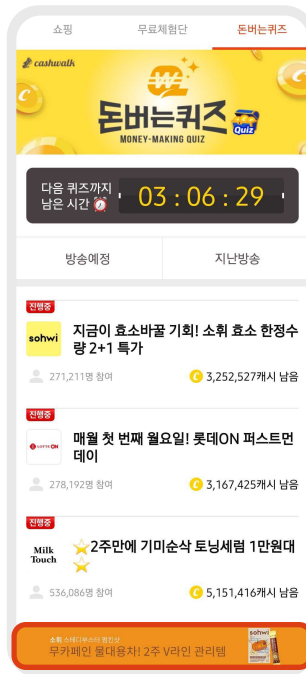 쇼핑 무료체험단 돈버는퀴즈
cashwalk
돈버는퀴즈
Quiz
MONEY-MAKING QUIZ
다음 퀴즈까지
남은 시간
03 : 06 : 29
방송예정 지난방송
진행중
sohwi
지금이 효소바꿀 기회! 소휘 효소 한정수
량 2+1 특가
271,211명 참여 3,252,527캐시 남음
진행중
LOTTE ON
매월 첫 번째 월요일! 롯데ON 퍼스트먼
데이
278,192명 참여 3,167,425캐시 남음
진행중
Milk
Touch
⭐2주만에 기미순삭 토닝세럼 1만원대
⭐
536,086명 참여 5,151,416캐시 남음
무카페인 물대용차! 2주 V라인 관리템
sohwi